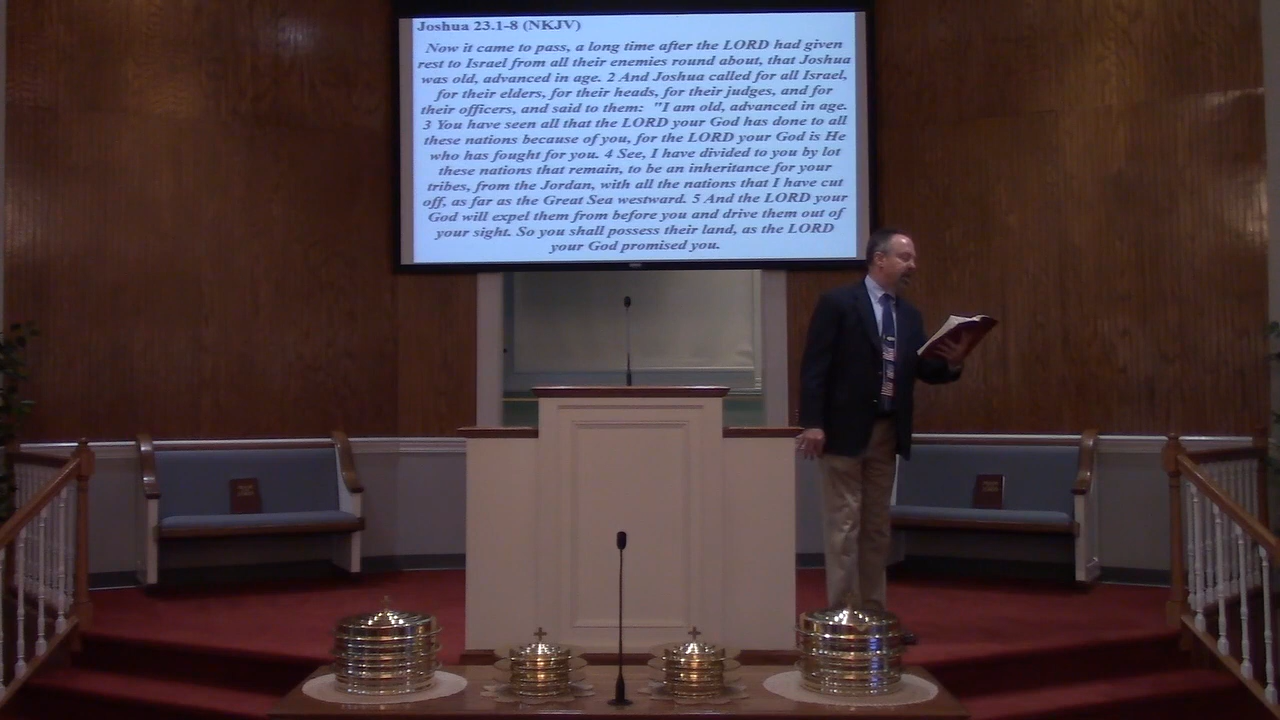 Joshua 23.1-8 (NKJV)
Now it came to pass, a long time after the LORD had given
rest to Israel from all their enemies round about, that Joshua
was old, advanced in age. 2 And Joshua called for all Israel,
for their elders, for their heads, for their judges, and for
their officers, and said to them: "I am old, advanced in age.
3 You have seen all that the LORD your God has done to all
these nations because of you, for the LORD your God is He
who has fought for you. 4 See, I have divided to you by lot
these nations that remain, to be an inheritance for your
tribes, from the Jordan, with all the nations that I have cut
off, as far as the Great Sea westward. 5 And the LORD your
God will expel them from before you and drive them out of
your sight. So you shall possess their land, as the LORD
your God promised you.